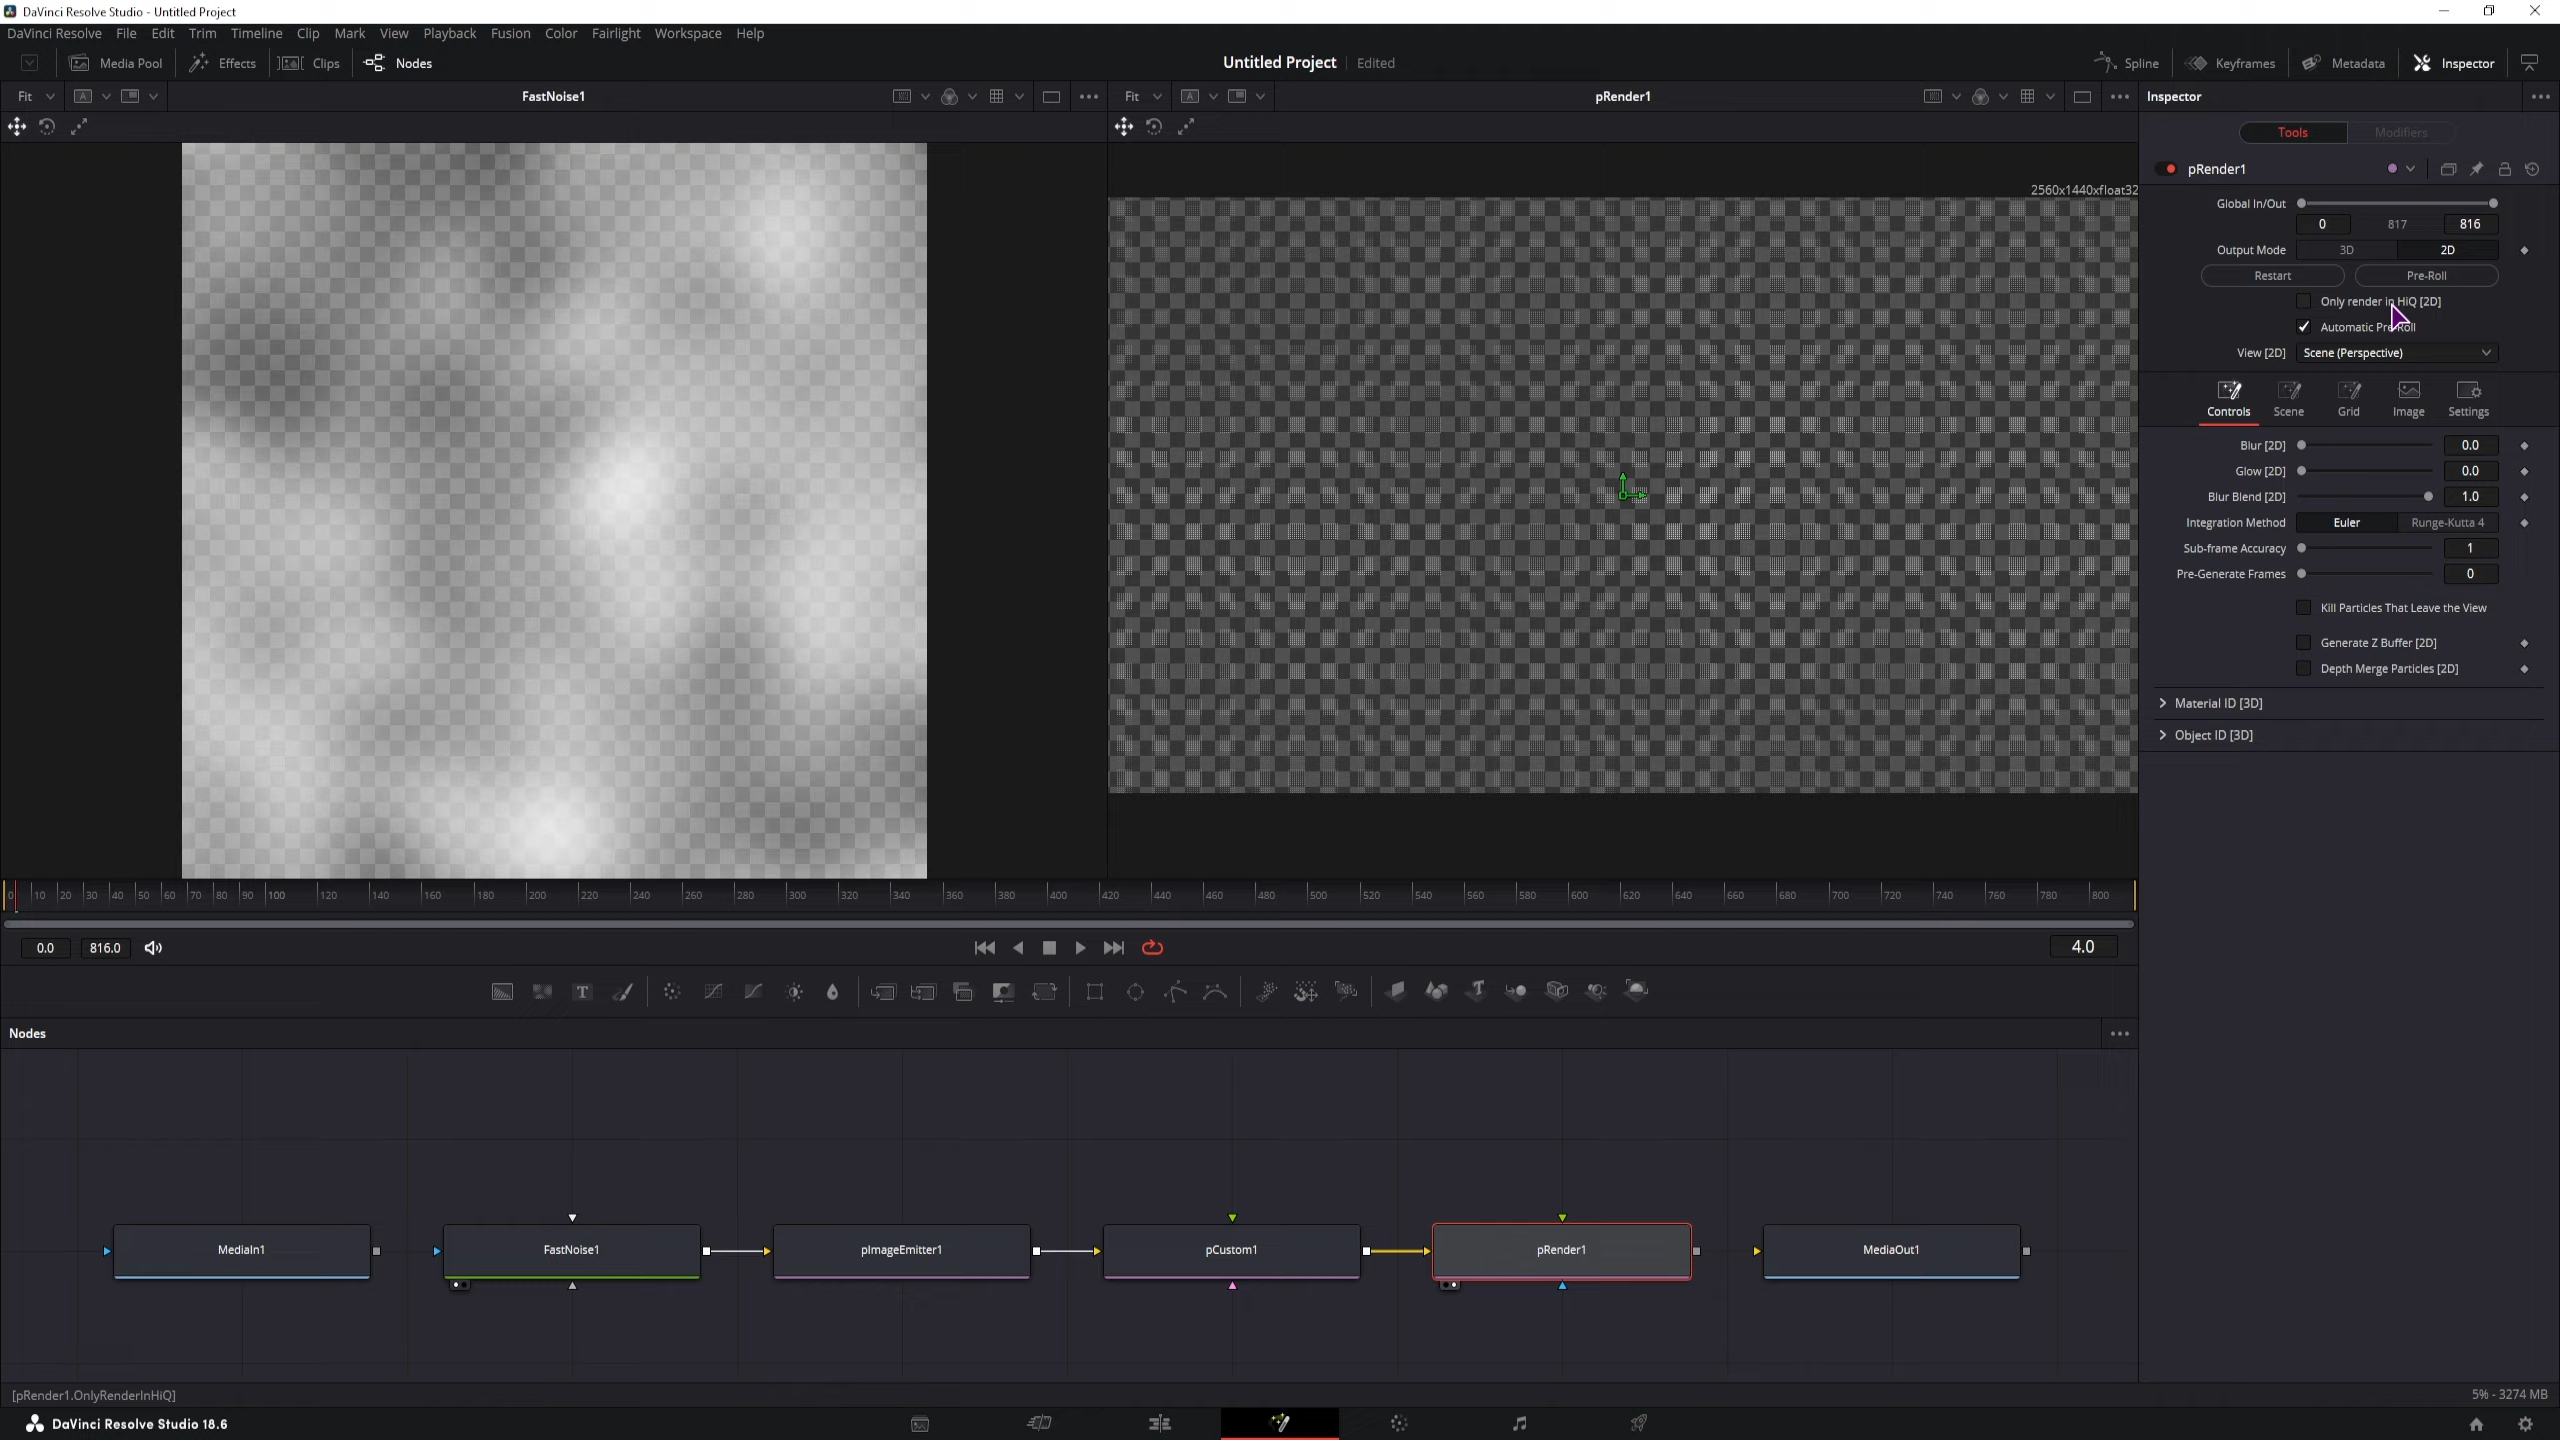 DaVinci Resolve Studio - Untitled Project
DaVinci Resolve File Edit Trim Timeline Clip Mark View Playback Fusion Color Fairlight Workspace Help
Media Pool Effects Clips Nodes Untitled Project Edited Spline Keyframes Metadata Inspector
Fit A FastNoise1 Fit A pRender1 Inspector
Tools Modifiers
pRender1
2560x1440xfloat32
Global In/Out
0 817 816
Output Mode 3D 2D
Restart Pre-Roll
Only render in HiQ [2D]
Automatic Pre-Roll
View [2D] Scene (Perspective)
Controls Scene Grid Image Settings
Blur [2D] 0.0
Glow [2D] 0.0
Blur Blend [2D] 1.0
Integration Method Euler Runge-Kutta 4
Sub-frame Accuracy 1
Pre-Generate Frames 0
Kill Particles That Leave the View
Generate Z Buffer [2D]
Depth Merge Particles [2D]
Material ID [3D]
Object ID [3D]
0 10 20 30 40 50 60 70 80 90 100 120 140 160 180 200 220 240 260 280 300 320 340 360 380 400 420 440 460 480 500 520 540 560 580 600 620 640 660 680 700 720 740 760 780 800
0.0 816.0 4.0
T
Nodes
MediaIn1 FastNoise1 pImageEmitter1 pCustom1 pRender1 MediaOut1
[pRender1.OnlyRenderInHiQ] 5% - 3274 MB
DaVinci Resolve Studio 18.6